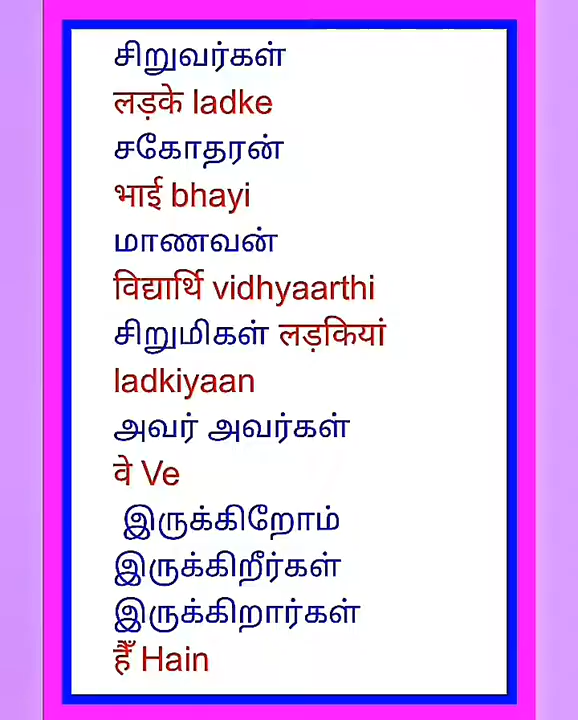 சிறுவர்கள்
लड़के ladke
சகோதரன்
भाई bhayi
மாணவன்
विद्यार्थि vidhyaarthi
சிறுமிகள் लड़कियां
ladkiyaan
அவர் அவர்கள்
वे Ve
இருக்கிறோம்
இருக்கிறீர்கள்
இருக்கிறார்கள்
हैँ Hain